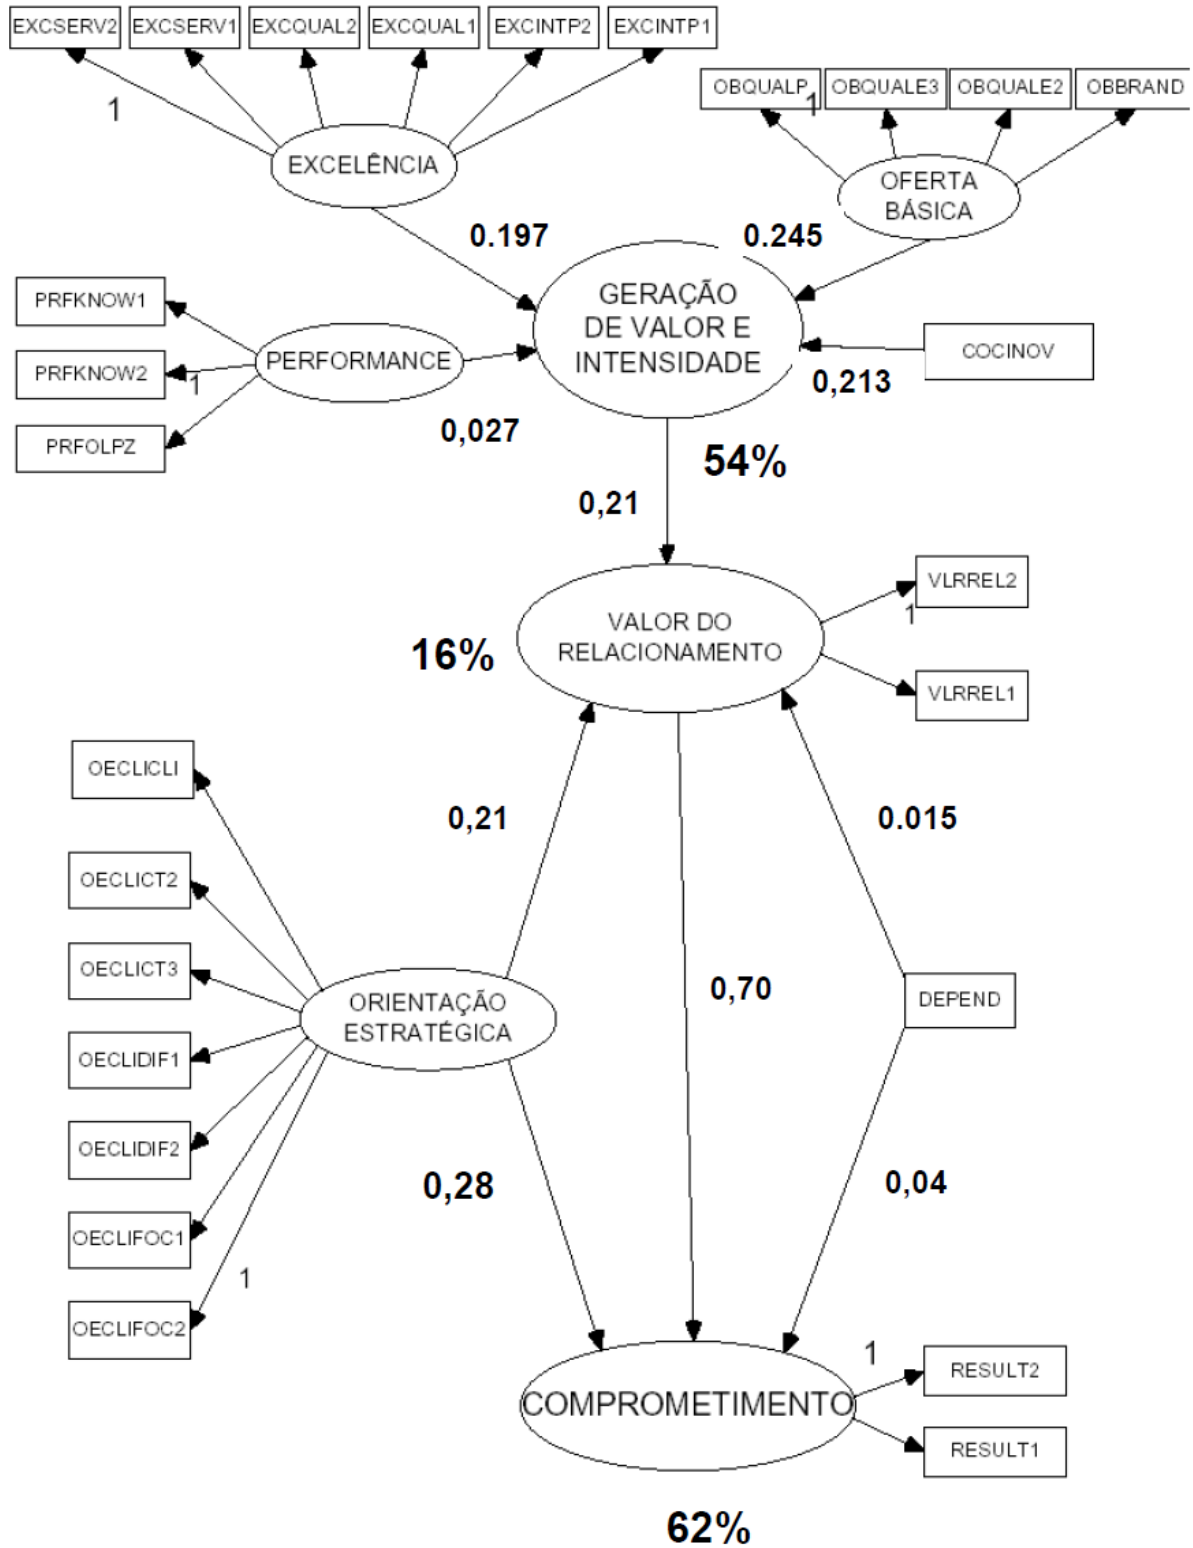 EXCSERV2 EXCSERV1 EXCQUAL2 EXCQUAL1 EXCINTP2 EXCINTP1
OBQUALP OBQUALE3 OBQUALE2 OBBRAND
1
1
EXCELÊNCIA
OFERTA
BÁSICA
0.197
0.245
GERAÇÃO
DE VALOR E
INTENSIDADE
PRFKNOW1
PERFORMANCE
COCINOV
PRFKNOW2
1
0,213
0,027
PRFOLPZ
54%
0,21
VLRREL2
1
VALOR DO
RELACIONAMENTO
16%
VLRREL1
OECLICLI
0,21
0.015
OECLICT2
OECLICT3
0,70
DEPEND
ORIENTAÇÃO
ESTRATÉGICA
OECLIDIF1
OECLIDIF2
0,28
0,04
OECLIFOC1
1
OECLIFOC2
1
RESULT2
COMPROMETIMENTO
RESULT1
62%